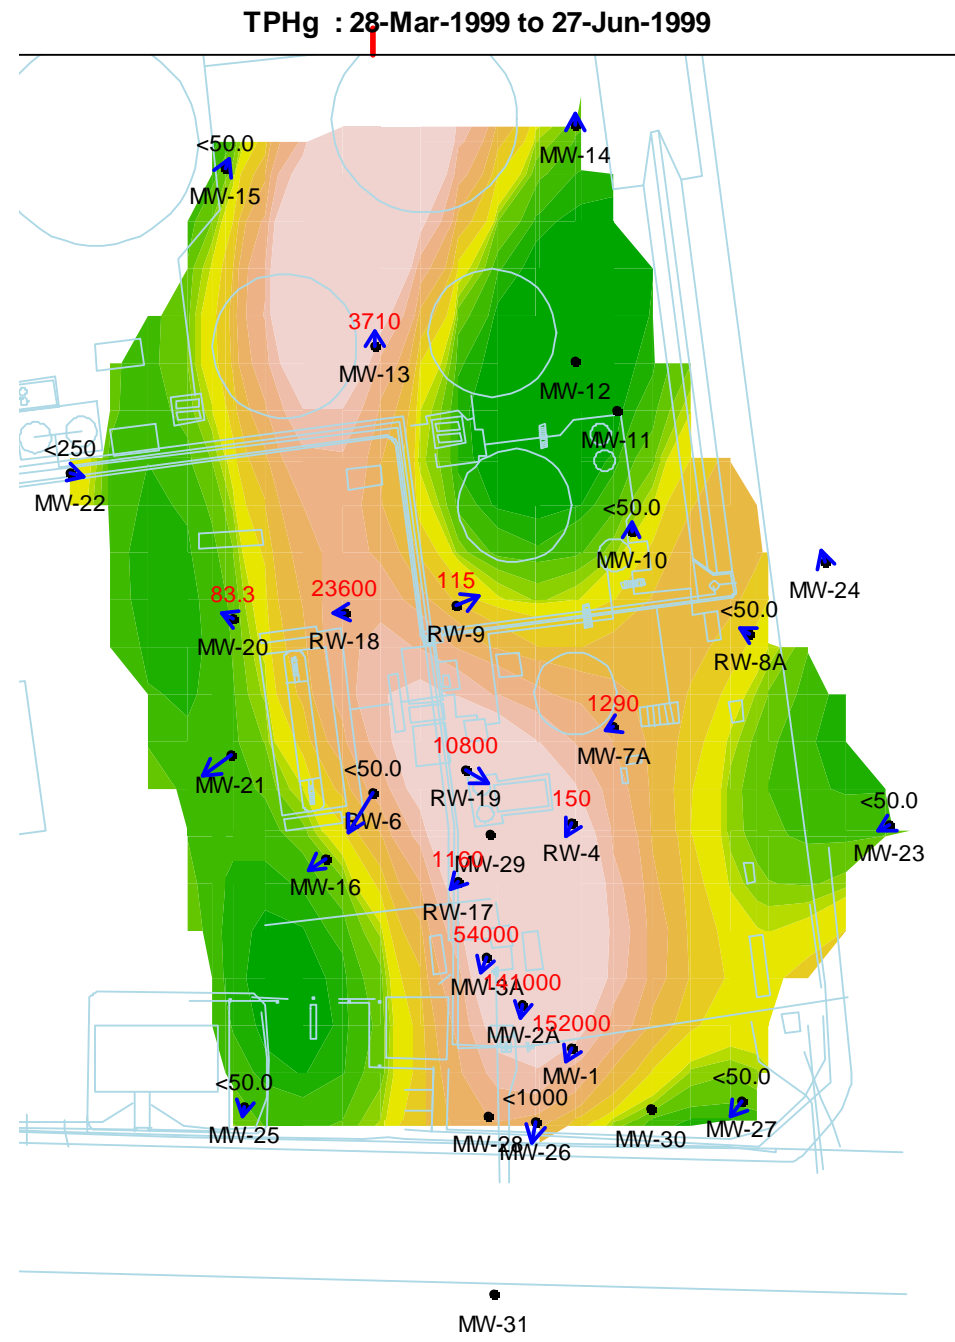 TPHg : 28-Mar-1999 to 27-Jun-1999
<50.0
MW-14
MW-15
3710
MW-13
MW-12
MW-11
<250
MW-22
<50.0
MW-10
MW-24
83.3
23600
115
<50.0
MW-20
RW-18
RW-9
RW-8A
1290
MW-7A
10800
MW-21
<50.0
RW-19
150
<50.0
RW-6
MW-29
RW-4
MW-23
1160
MW-16
RW-17
54000
MW-3A
141000
152000
MW-2A
MW-1
<50.0
<1000
<50.0
MW-25
MW-28
MW-26
MW-30
MW-27
MW-31